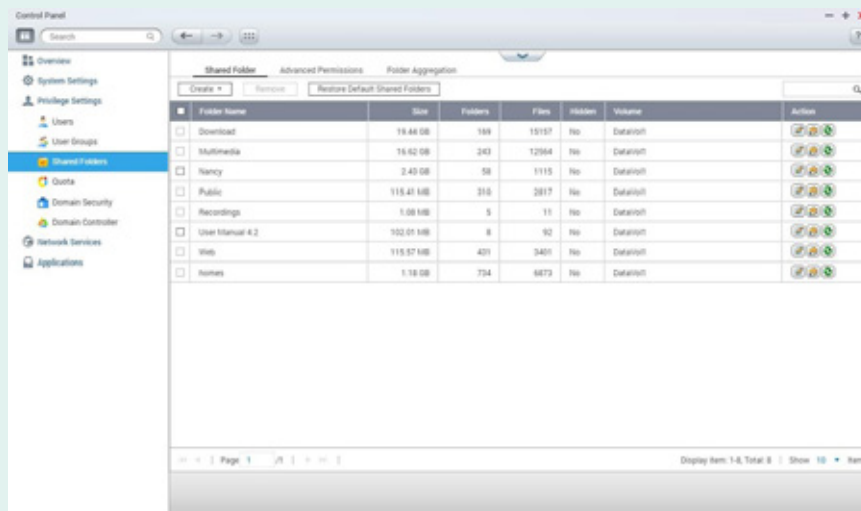 Control Panel
Search
Overview
System Settings
Privilege Settings
Users
User Groups
Shared Folders
Quota
Domain Security
Domain Controller
Network Services
Applications
Shared Folder Advanced Permissions Folder Aggregation
Create Remove Restore Default Shared Folders
Folder Name Size Folders Files Hidden Volume Action
Download 19.44 GB 169 15157 No DataVol1
Multimedia 16.62 GB 243 12564 No DataVol1
Nancy 2.43 GB 58 1115 No DataVol1
Public 115.41 MB 310 2817 No DataVol1
Recordings 1.08 MB 5 11 No DataVol1
User Manual 4.2 102.01 MB 8 92 No DataVol1
Web 115.57 MB 431 3401 No DataVol1
homes 1.18 GB 734 6873 No DataVol1
Page 1 /1 Display item: 1-8, Total: 8 Show 10